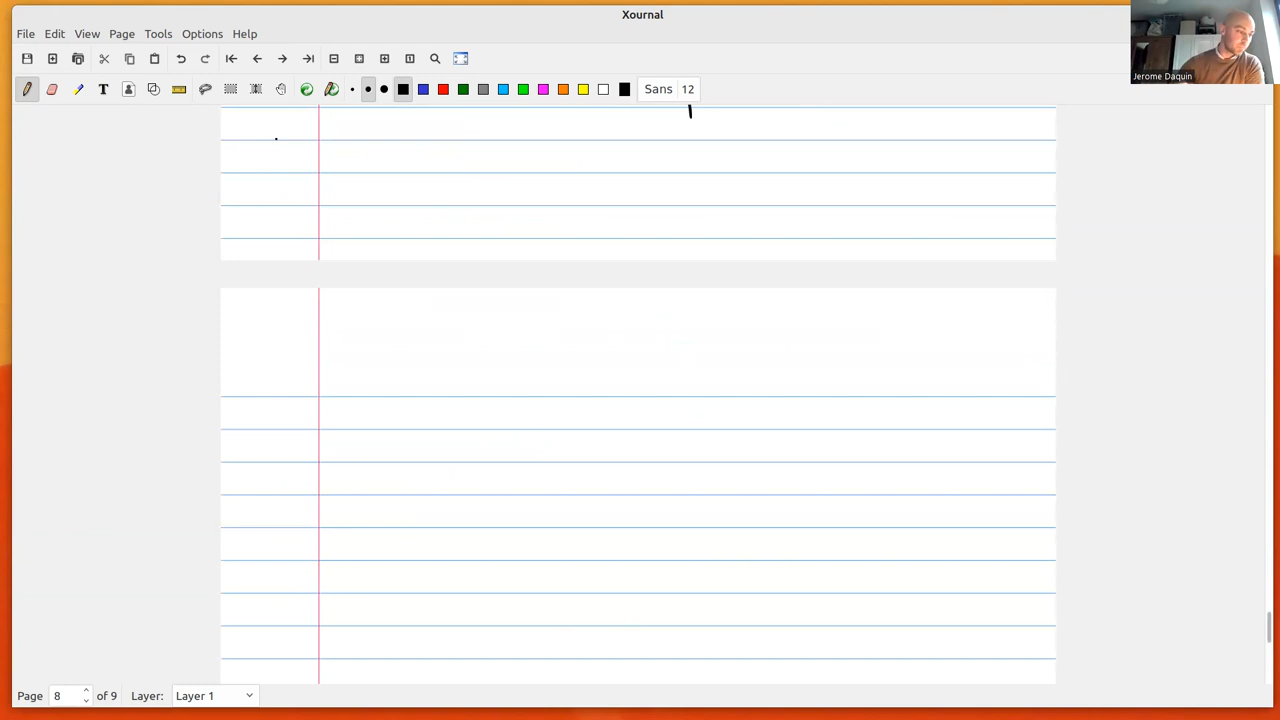 Xournal
File Edit View Page Tools Options Help
Sans 12
Jerome Daquin
Page 8 of 9 Layer: Layer 1